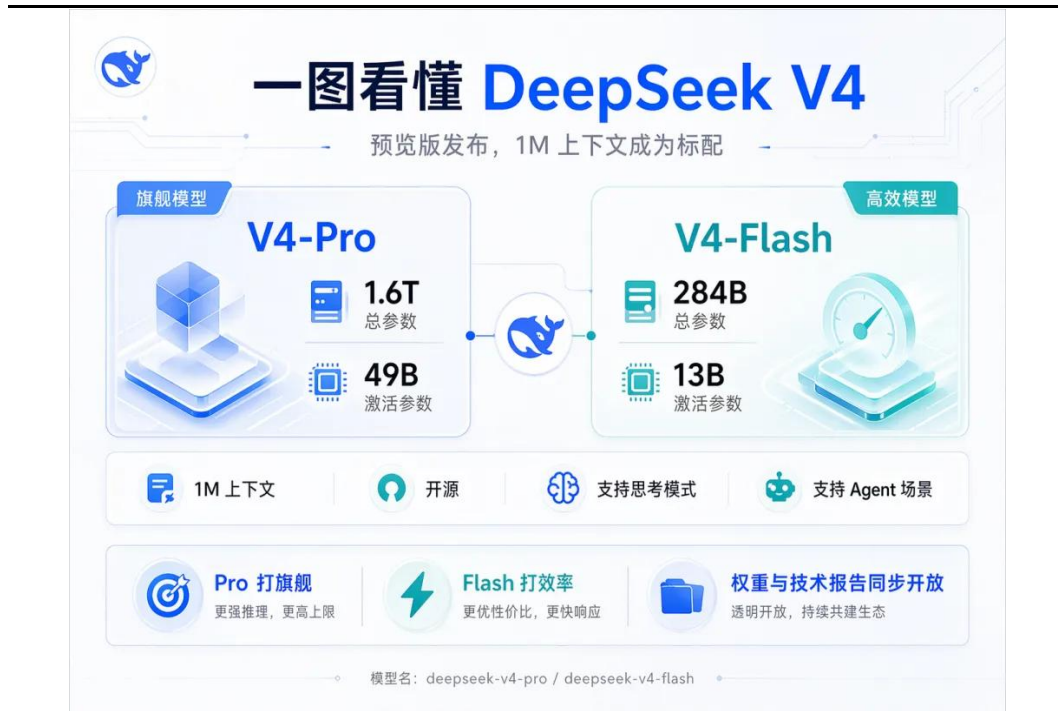 一图看懂 DeepSeek V4
预览版发布，1M 上下文成为标配
旗舰模型
V4-Pro
1.6T
总参数
49B
激活参数
高效模型
V4-Flash
284B
总参数
13B
激活参数
1M 上下文
开源
支持思考模式
支持 Agent 场景
Pro 打旗舰
更强推理，更高上限
Flash 打效率
更优性价比，更快响应
权重与技术报告同步开放
透明开放，持续共建生态
模型名：deepseek-v4-pro / deepseek-v4-flash